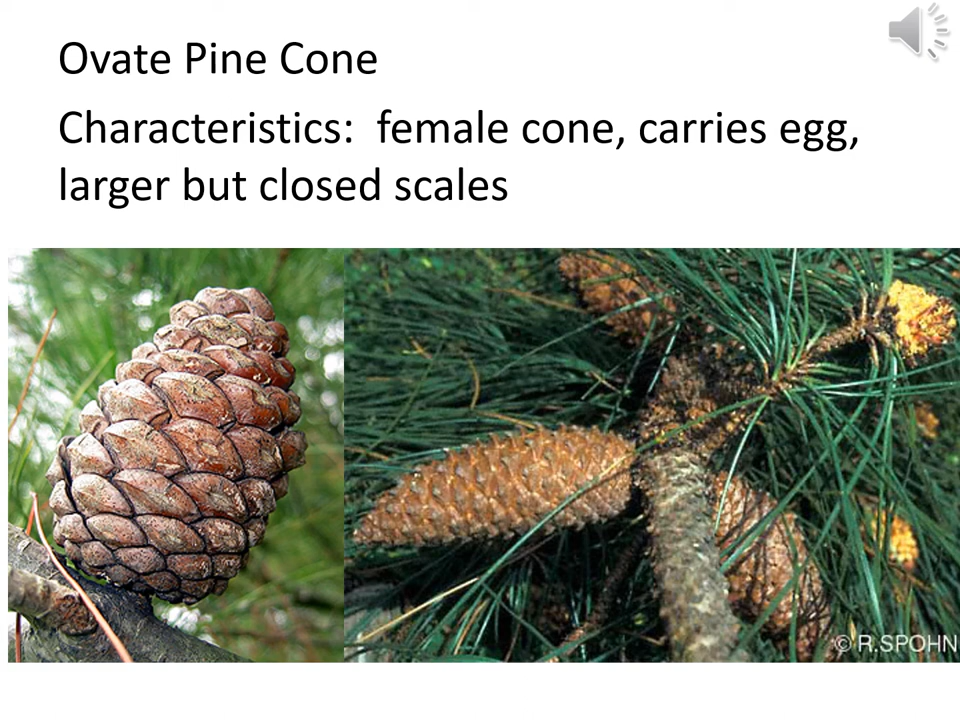 Ovate Pine Cone
Characteristics:  female cone, carries egg,
larger but closed scales
© R.SPOHN